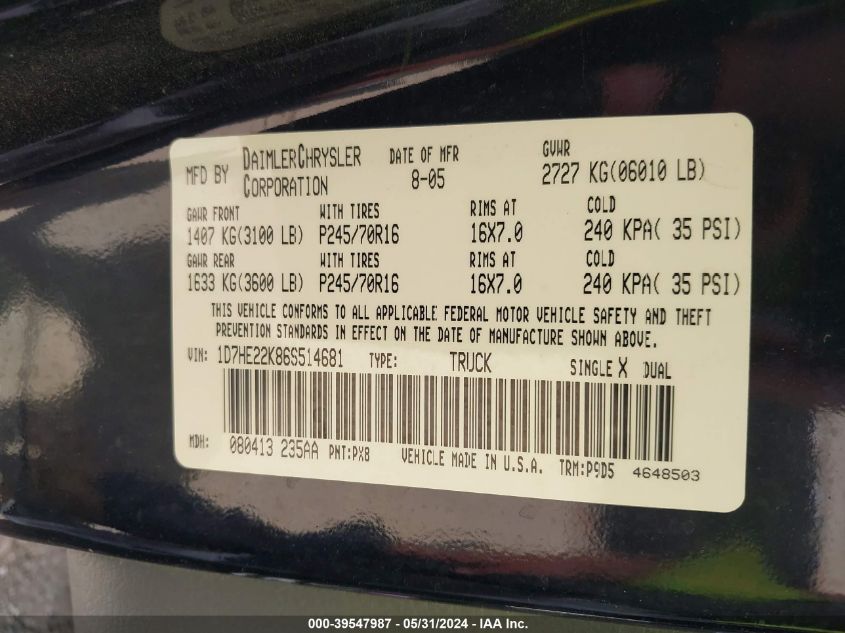 MFD BY DAIMLERCHRYSLER CORPORATION DATE OF MFR 8-05 GVWR 2727 KG(06010 LB)
GAWR FRONT WITH TIRES RIMS AT COLD
1407 KG(3100 LB) P245/70R16 16X7.0 240 KPA( 35 PSI)
GAWR REAR WITH TIRES RIMS AT COLD
1633 KG(3600 LB) P245/70R16 16X7.0 240 KPA( 35 PSI)
THIS VEHICLE CONFORMS TO ALL APPLICABLE FEDERAL MOTOR VEHICLE SAFETY AND THEFT
PREVENTION STANDARDS IN EFFECT ON THE DATE OF MANUFACTURE SHOWN ABOVE.
VIN: 1D7HE22K86S514681 TYPE: TRUCK SINGLE X DUAL
MDH: 080413 235AA PNT:PX8 VEHICLE MADE IN U.S.A. TRM:P9D5 4648503
000-39547987 - 05/31/2024 - IAA Inc.